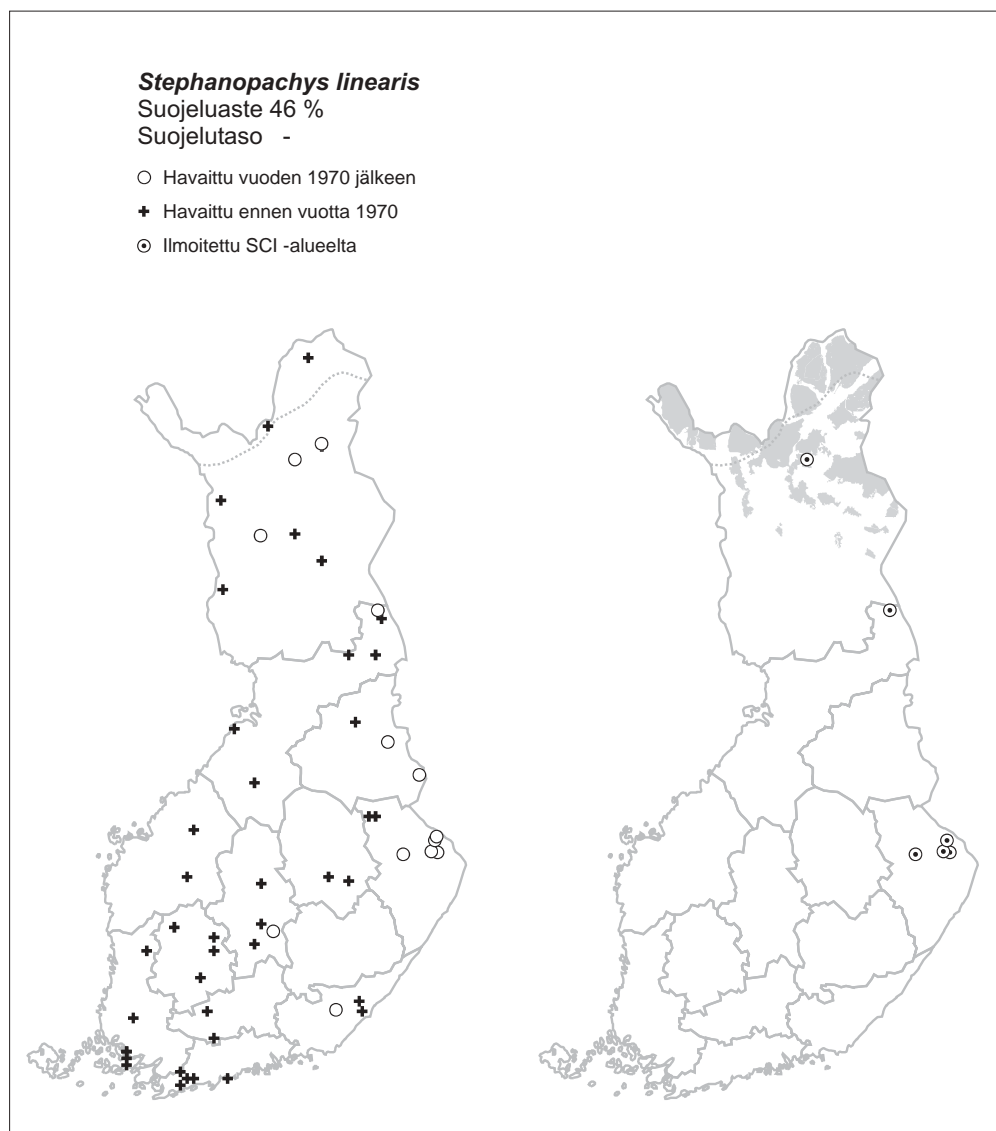 Stephanopachys linearis
Suojeluaste 46 %
Suojelutaso -
Havaittu vuoden 1970 jälkeen
Havaittu ennen vuotta 1970
Ilmoitettu SCI -alueelta